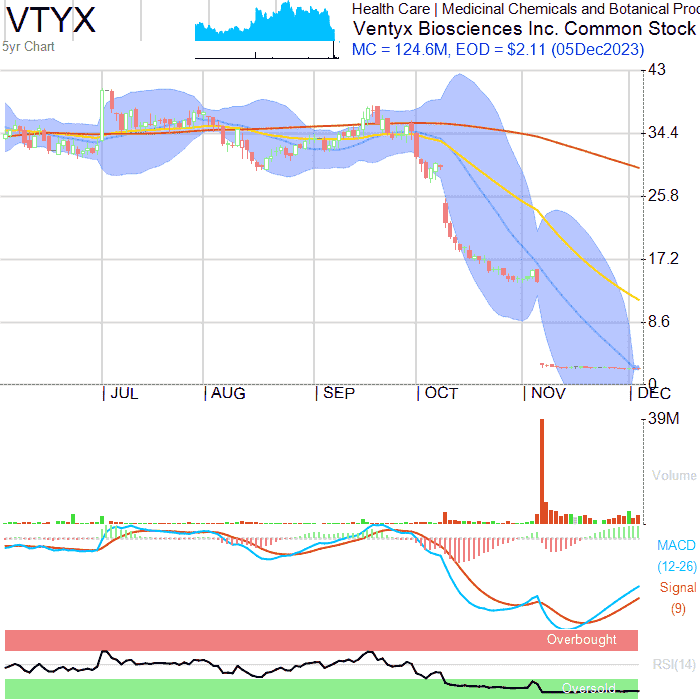 VTYX
5yr Chart
Health Care | Medicinal Chemicals and Botanical Proc
Ventyx Biosciences Inc. Common Stock
MC = 124.6M, EOD = $2.11 (05Dec2023)
43
34.4
25.8
17.2
8.6
0
JUL AUG SEP OCT NOV DEC
39M
Volume
MACD
(12-26)
Signal
(9)
Overbought
RSI(14)
Oversold